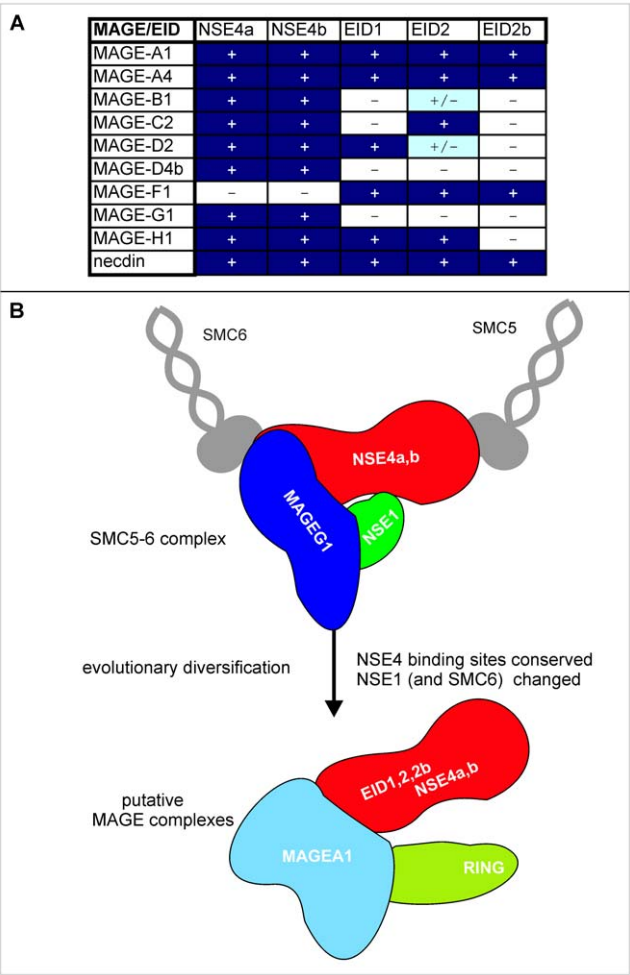 A
MAGE/EID NSE4a NSE4b EID1 EID2 EID2b
MAGE-A1 + + + + +
MAGE-A4 + + + + +
MAGE-B1 + + – +/– –
MAGE-C2 + + – + –
MAGE-D2 + + + +/– –
MAGE-D4b + + – – –
MAGE-F1 – – + + +
MAGE-G1 + + – – –
MAGE-H1 + + + + –
necdin + + + + +
B
SMC6
SMC5
NSE4a,b
MAGEG1
NSE1
SMC5-6 complex
evolutionary diversification
NSE4 binding sites conserved
NSE1 (and SMC6) changed
EID1,2,2b
NSE4a,b
putative
MAGE complexes
MAGEA1
RING